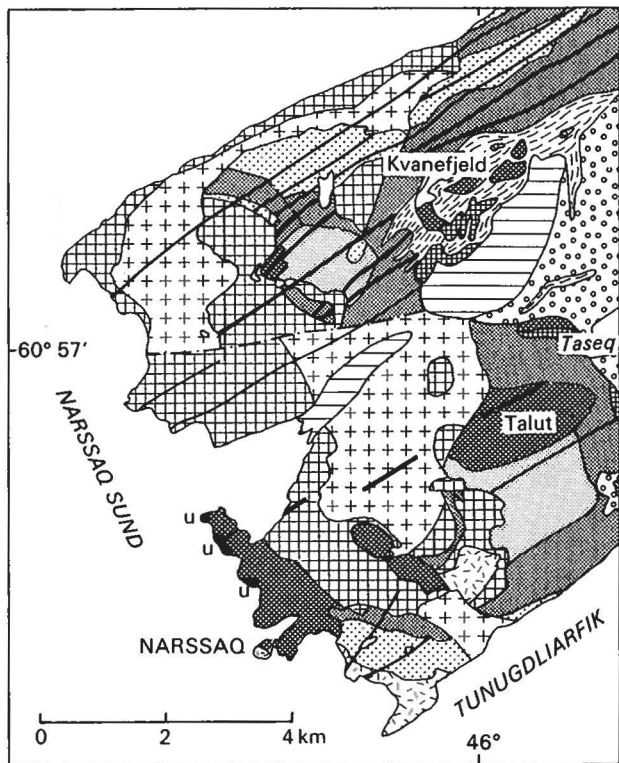 Kvanefjeld
60° 57'
Taseq
Talut
NARSSAQ SUND
u
u
u
NARSSAQ
TUNUGDLIARFIK
0 2 4 km
46°